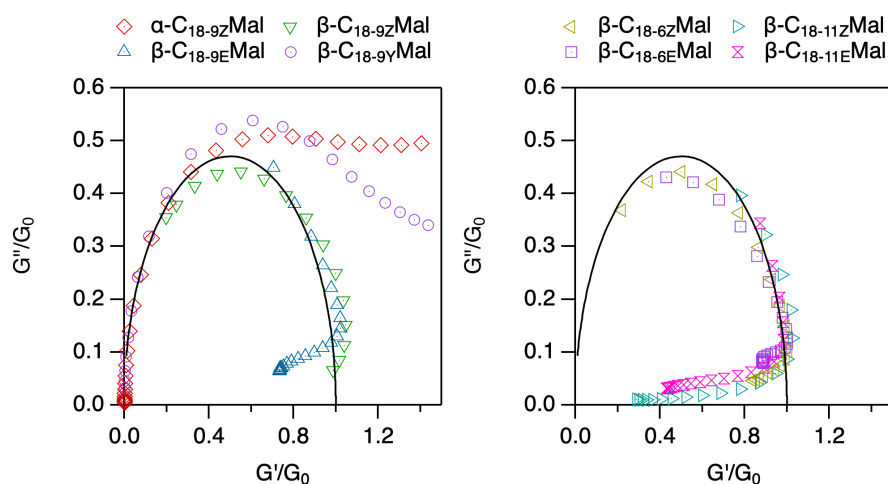 α-C18-9ZMal β-C18-9ZMal
β-C18-9EMal β-C18-9YMal
0.6
0.5
0.4
0.3
0.2
0.1
0.0
G''/G0
0.0 0.4 0.8 1.2
G'/G0
β-C18-6ZMal β-C18-11ZMal
β-C18-6EMal β-C18-11EMal
0.6
0.5
0.4
0.3
0.2
0.1
0.0
G''/G0
0.0 0.4 0.8 1.2
G'/G0